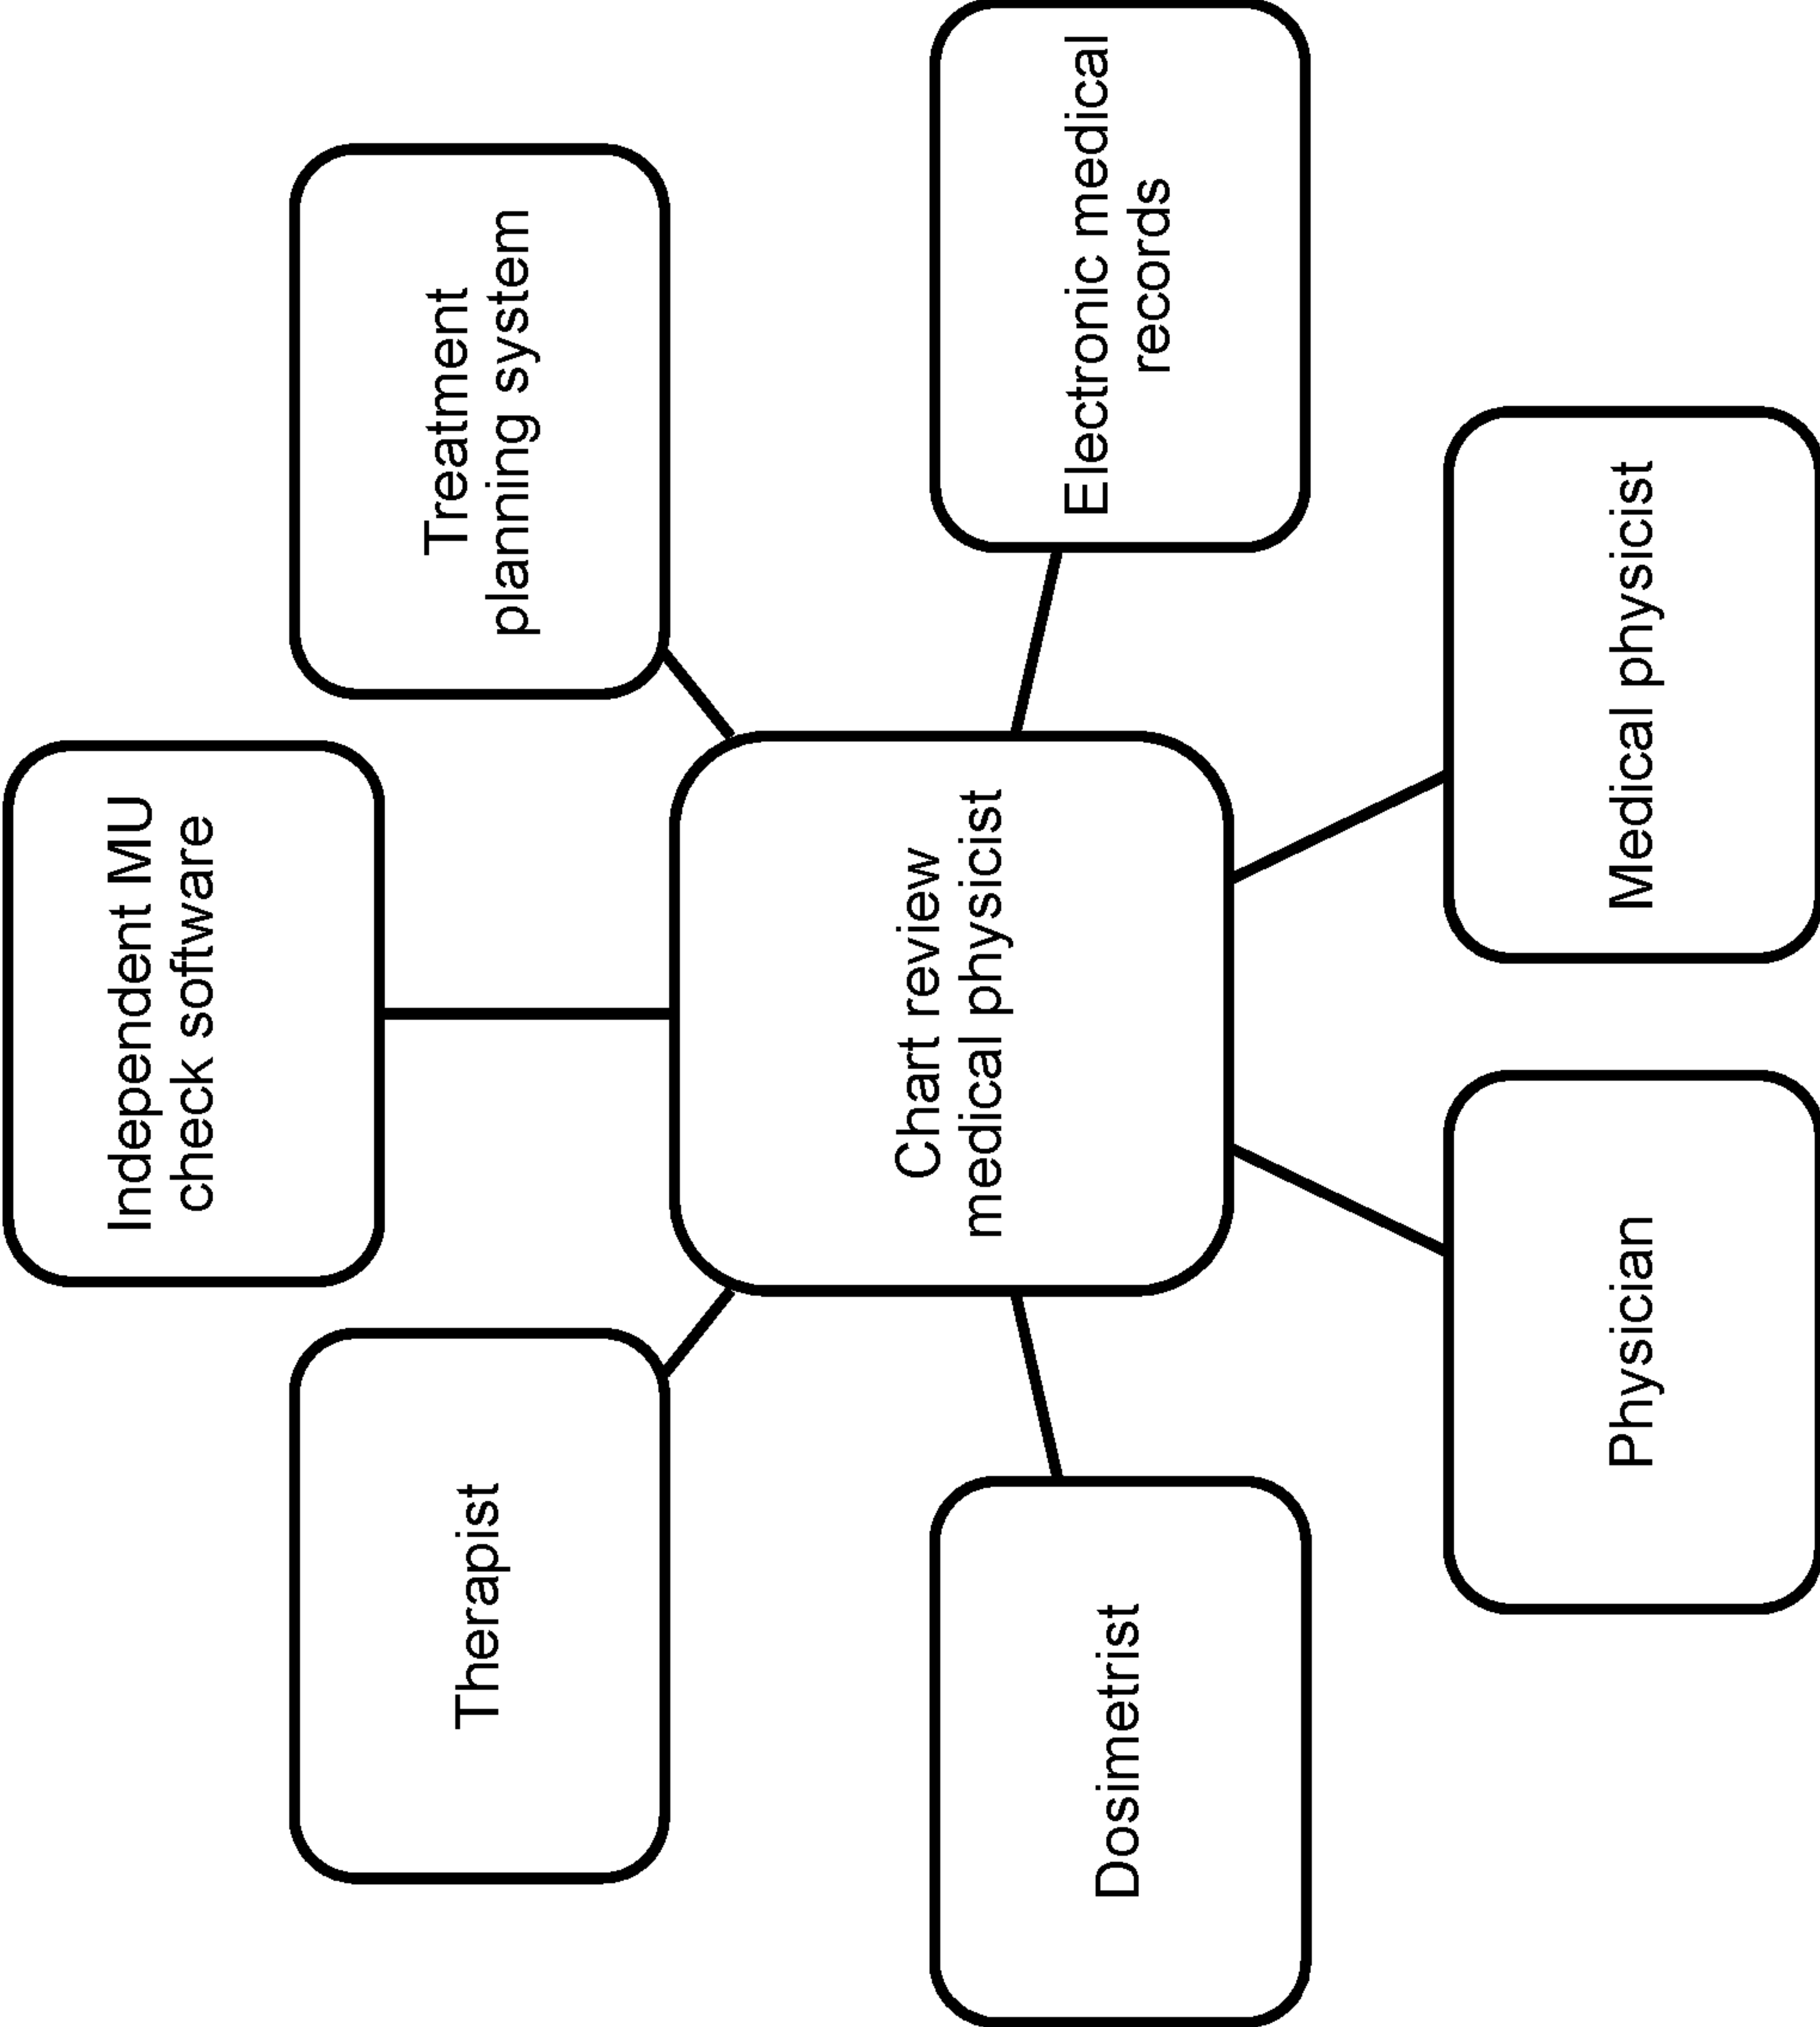 Independent MU
check software
Treatment
planning system
Electronic medical
records
Medical physicist
Physician
Dosimetrist
Therapist
Chart review
medical physicist